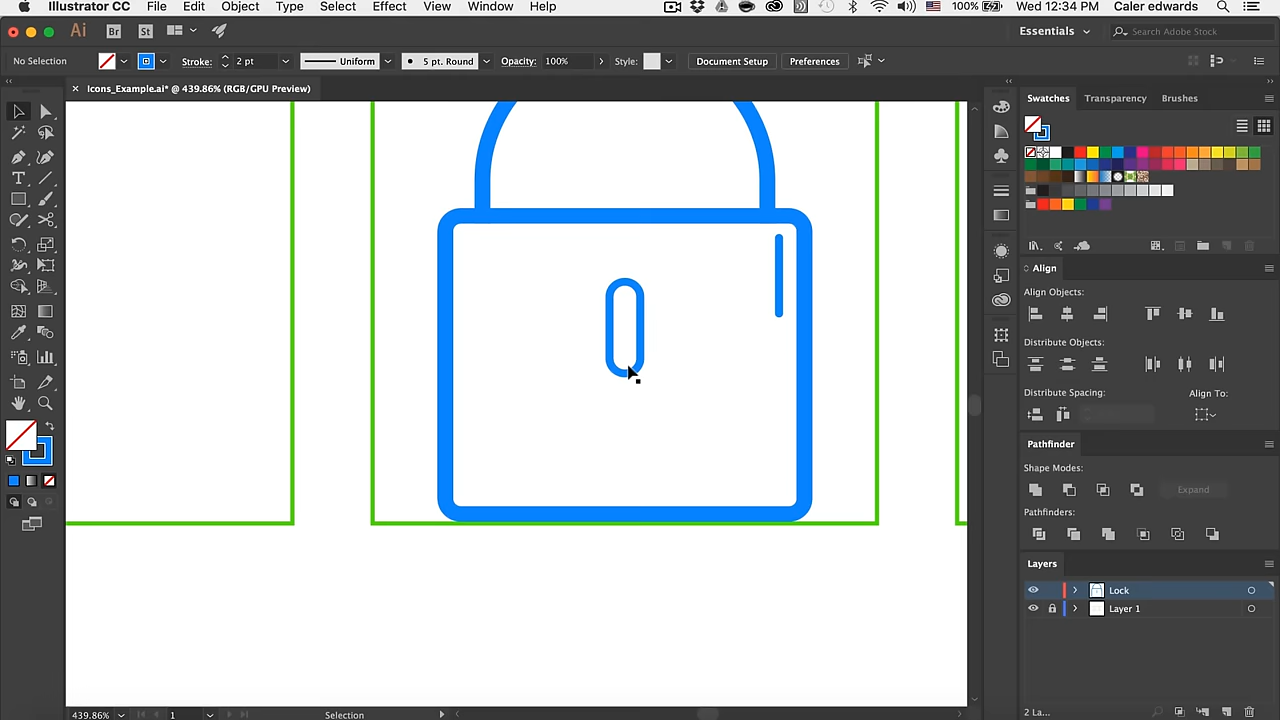 Illustrator CC File Edit Object Type Select Effect View Window Help 100% Wed 12:34 PM Caler edwards
Ai Br St Essentials Search Adobe Stock
No Selection Stroke: 2 pt Uniform 5 pt. Round Opacity: 100% Style: Document Setup Preferences
× Icons_Example.ai* @ 439.86% (RGB/GPU Preview)
Swatches Transparency Brushes
Align
Align Objects:
Distribute Objects:
Distribute Spacing: Align To:
Pathfinder
Shape Modes:
Expand
Pathfinders:
Layers
Lock
Layer 1
439.86% 1 Selection 2 La...